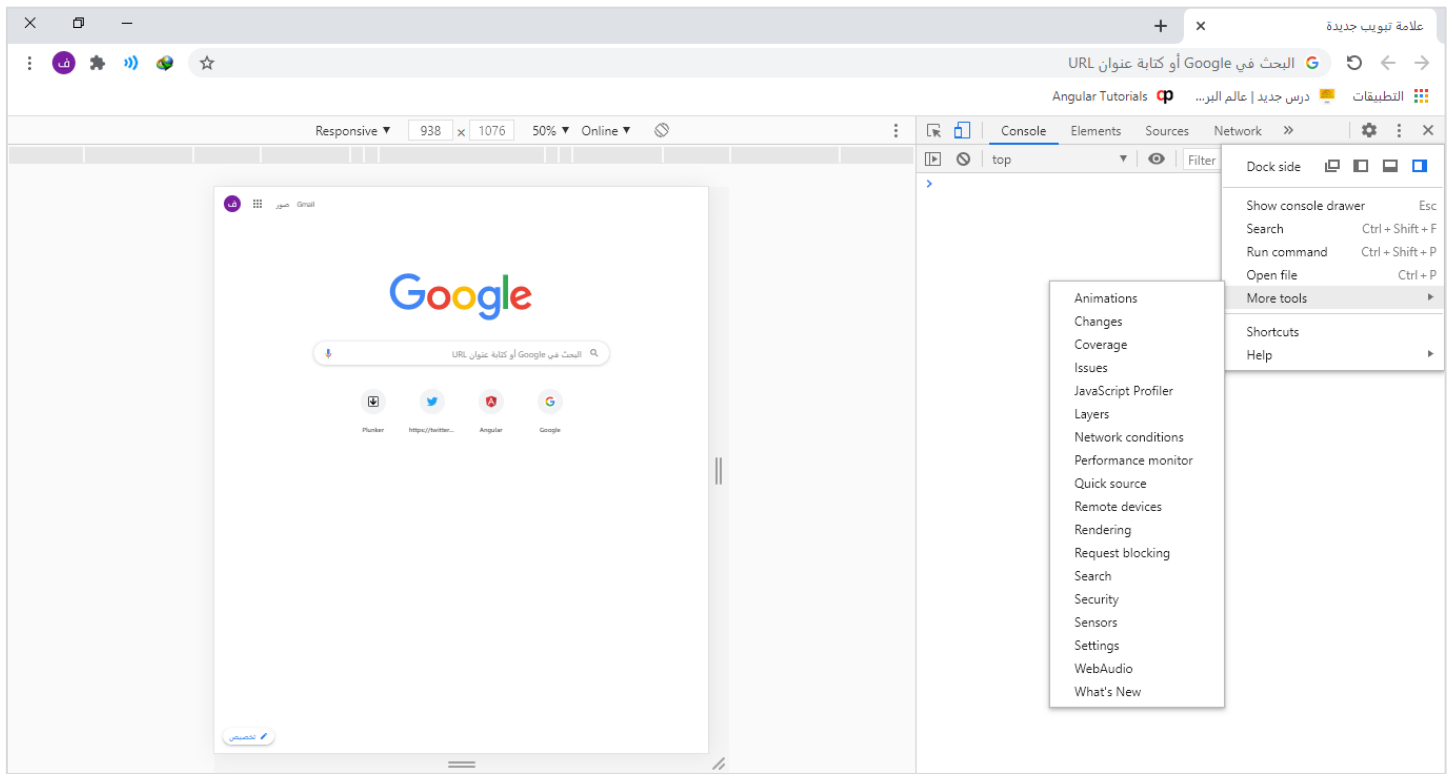 علامة تبويب جديدة
البحث في Google أو كتابة عنوان URL
ف
التطبيقات
درس جديد | عالم البر...
Angular Tutorials
Responsive 938 x 1076 50% Online
Console Elements Sources Network »
top Filter
Dock side
Show console drawer Esc
Search Ctrl + Shift + F
Run command Ctrl + Shift + P
Open file Ctrl + P
More tools
Shortcuts
Help
Animations
Changes
Coverage
Issues
JavaScript Profiler
Layers
Network conditions
Performance monitor
Quick source
Remote devices
Rendering
Request blocking
Search
Security
Sensors
Settings
WebAudio
What's New
ف صور Gmail
Google
البحث في Google أو كتابة عنوان URL
Plunker https://twitter... Angular Google
تخصيص